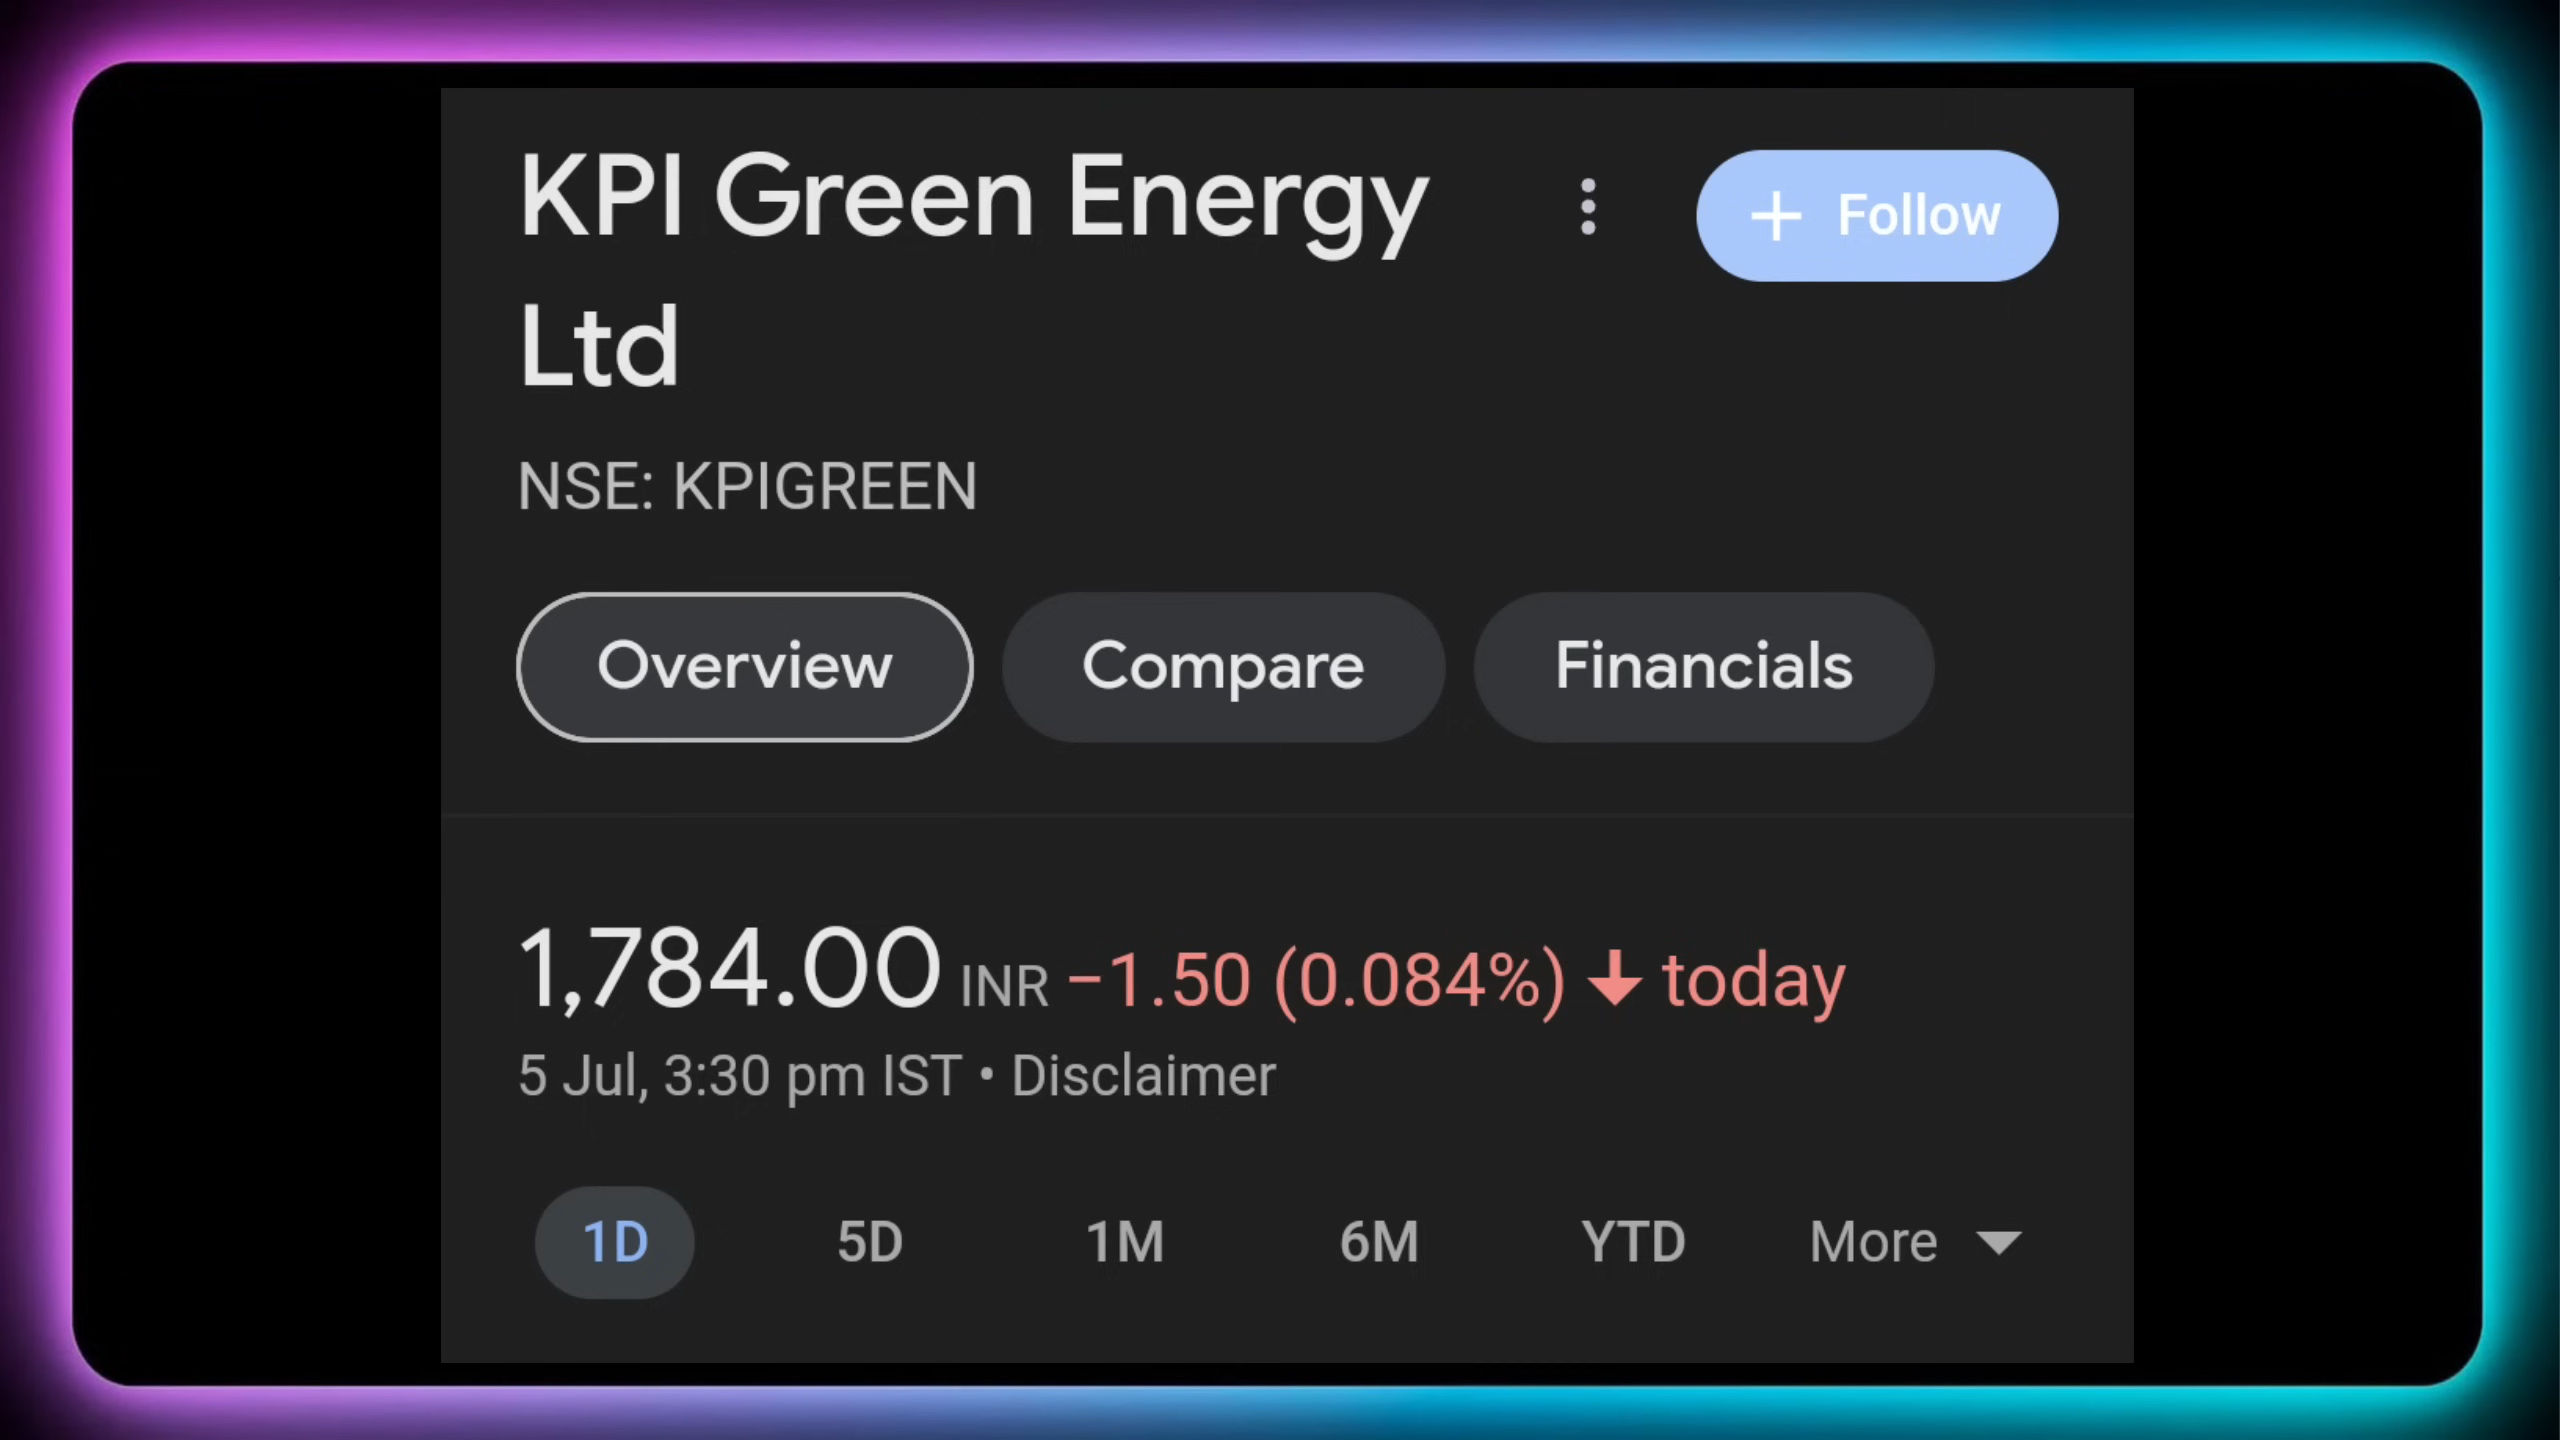 KPI Green Energy
Ltd
+ Follow
NSE: KPIGREEN
Overview
Compare
Financials
1,784.00 INR −1.50 (0.084%) ↓ today
5 Jul, 3:30 pm IST • Disclaimer
1D 5D 1M 6M YTD More